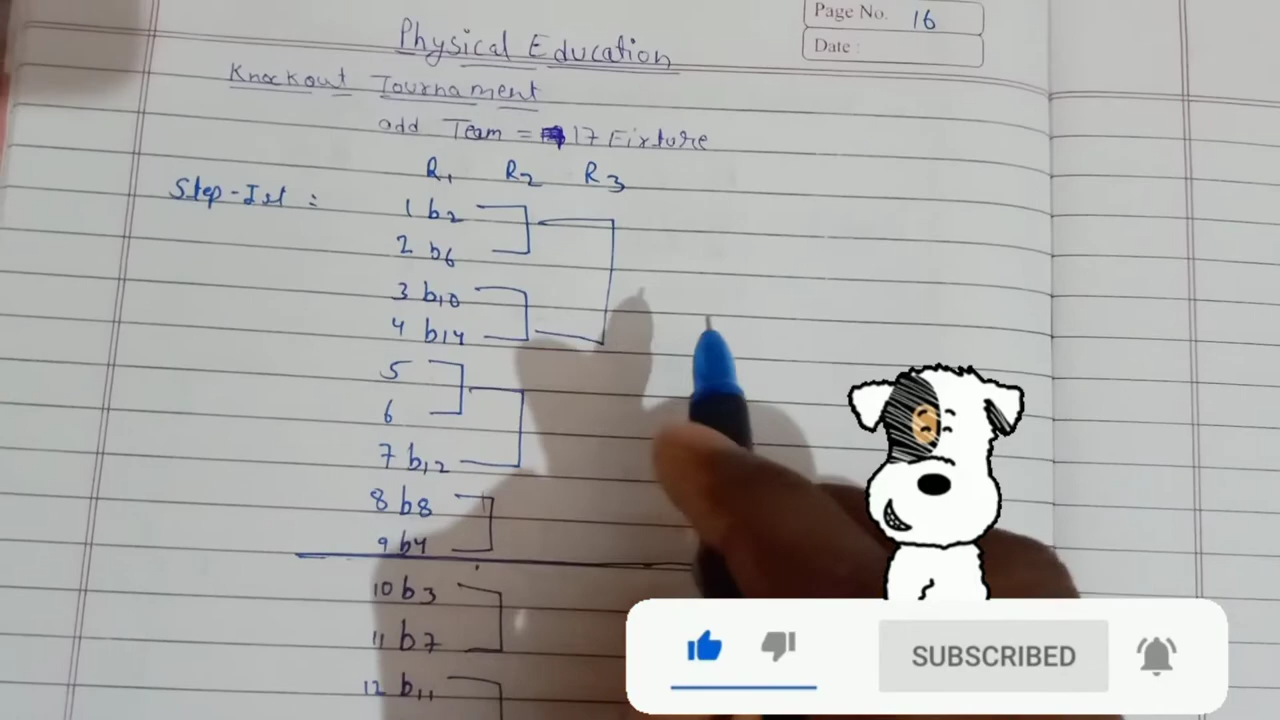 Page No. 16
Date :
Physical Education
Knockout Tournament
odd Team = 17 Fixture
R1 R2 R3
Step-Ist :
1 b2
2 b6
3 b10
4 b14
5
6
7 b12
8 b8
9 b4
10 b3
11 b7
12 b11
SUBSCRIBED